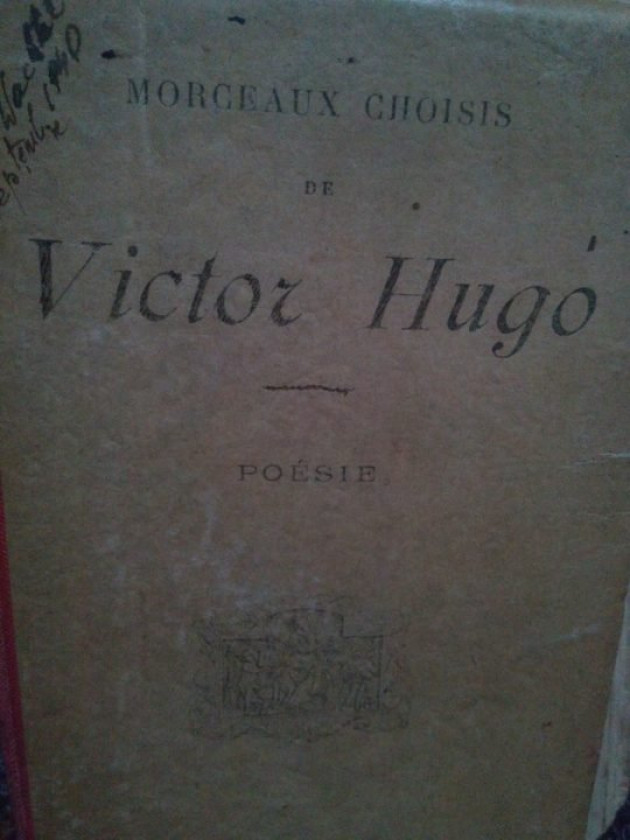 MORCEAUX CHOISIS
DE
Victor Hugo
POÉSIE